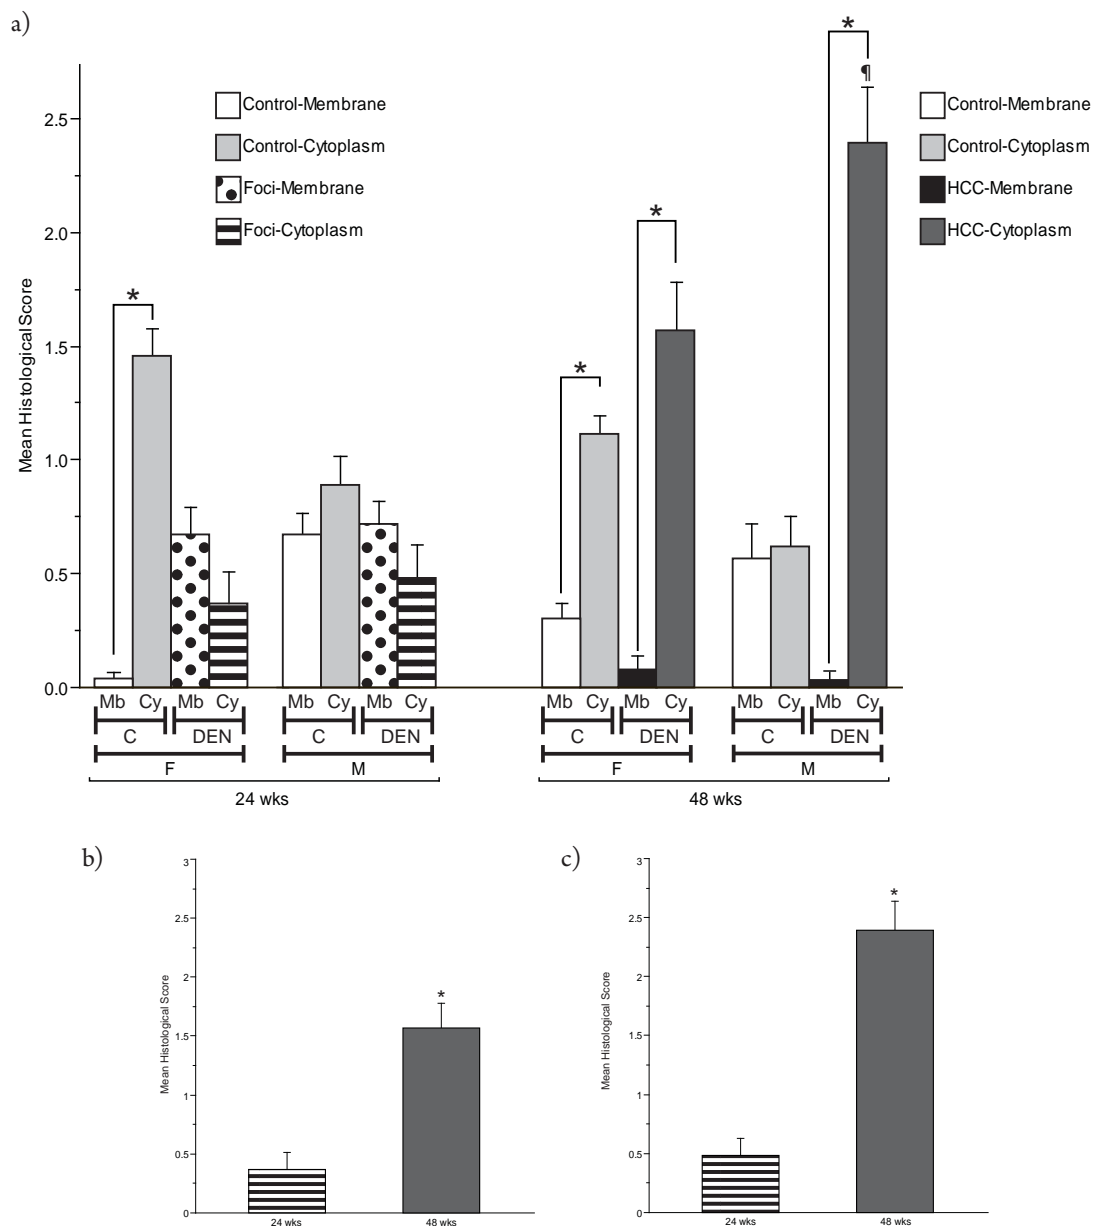 a)
*
¶
Control-Membrane
Control-Cytoplasm
Foci-Membrane
Foci-Cytoplasm
Control-Membrane
Control-Cytoplasm
HCC-Membrane
HCC-Cytoplasm
*
*
*
Mean Histological Score
2.5
2.0
1.5
1.0
0.5
0.0
Mb Cy Mb Cy Mb Cy Mb Cy Mb Cy Mb Cy Mb Cy Mb Cy
C DEN C DEN C DEN C DEN
F M F M
24 wks 48 wks
b)
Mean Histological Score
3
2.5
2
1.5
1
0.5
0
*
24 wks 48 wks
c)
Mean Histological Score
3
2.5
2
1.5
1
0.5
0
*
24 wks 48 wks